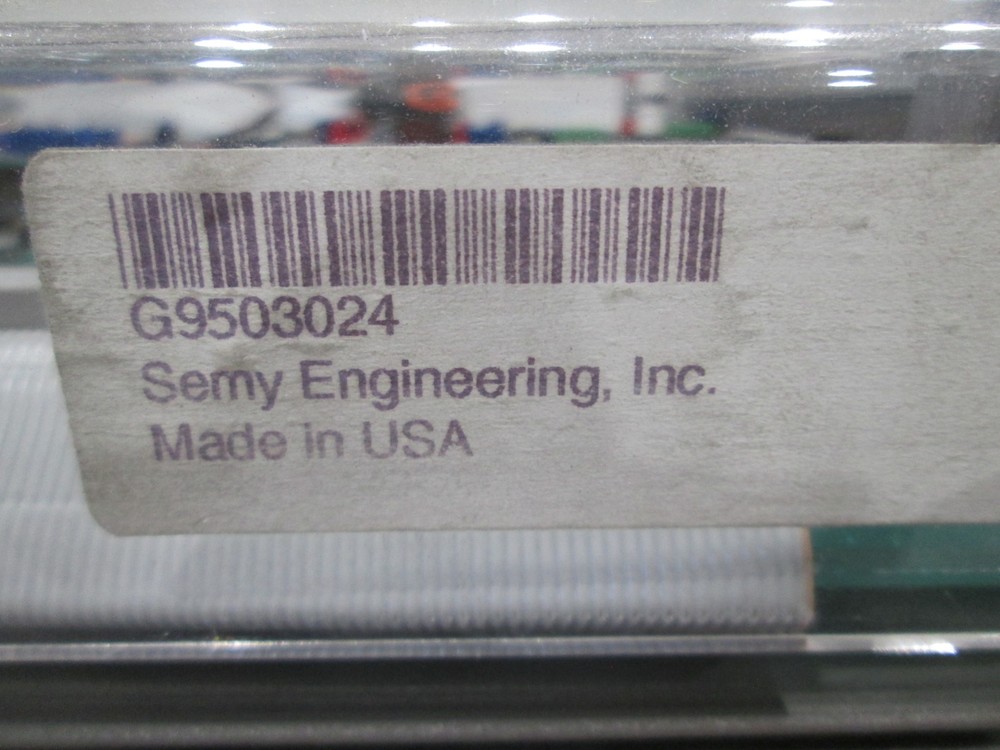 G9503024
Semy Engineering, Inc.
Made in USA